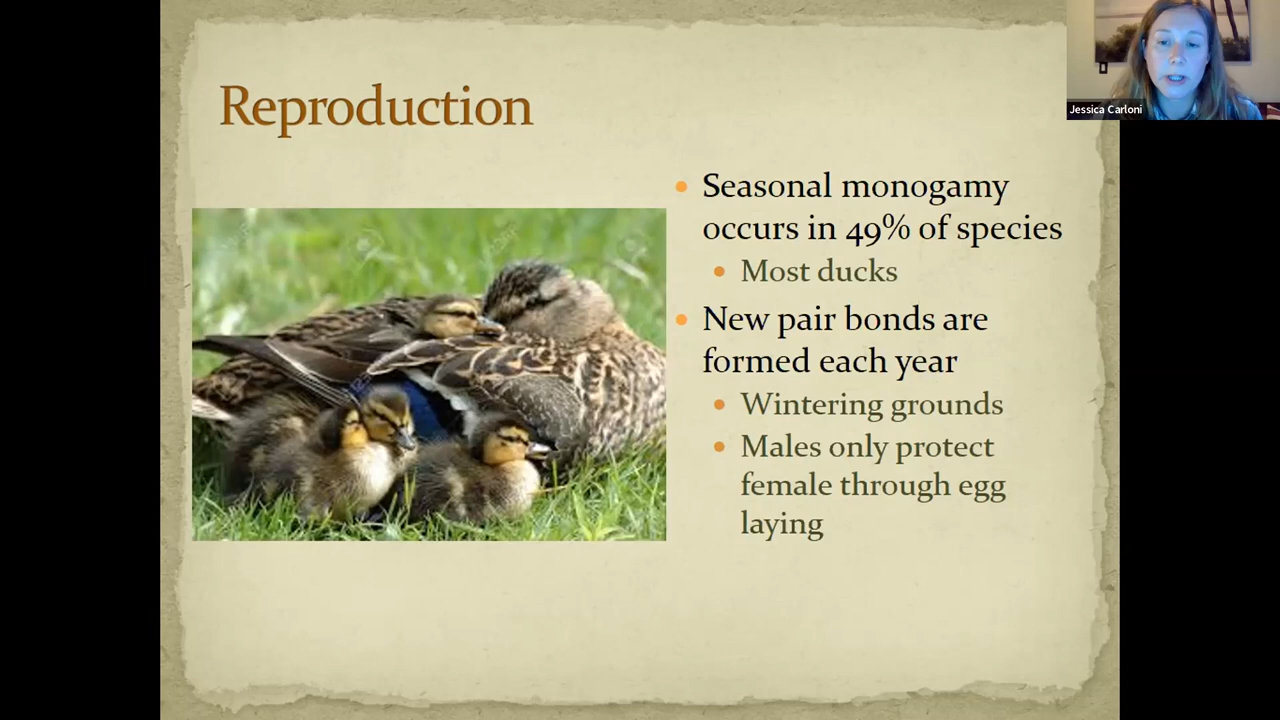 Reproduction
Jessica Carloni
Seasonal monogamy
occurs in 49% of species
Most ducks
New pair bonds are
formed each year
Wintering grounds
Males only protect
female through egg
laying